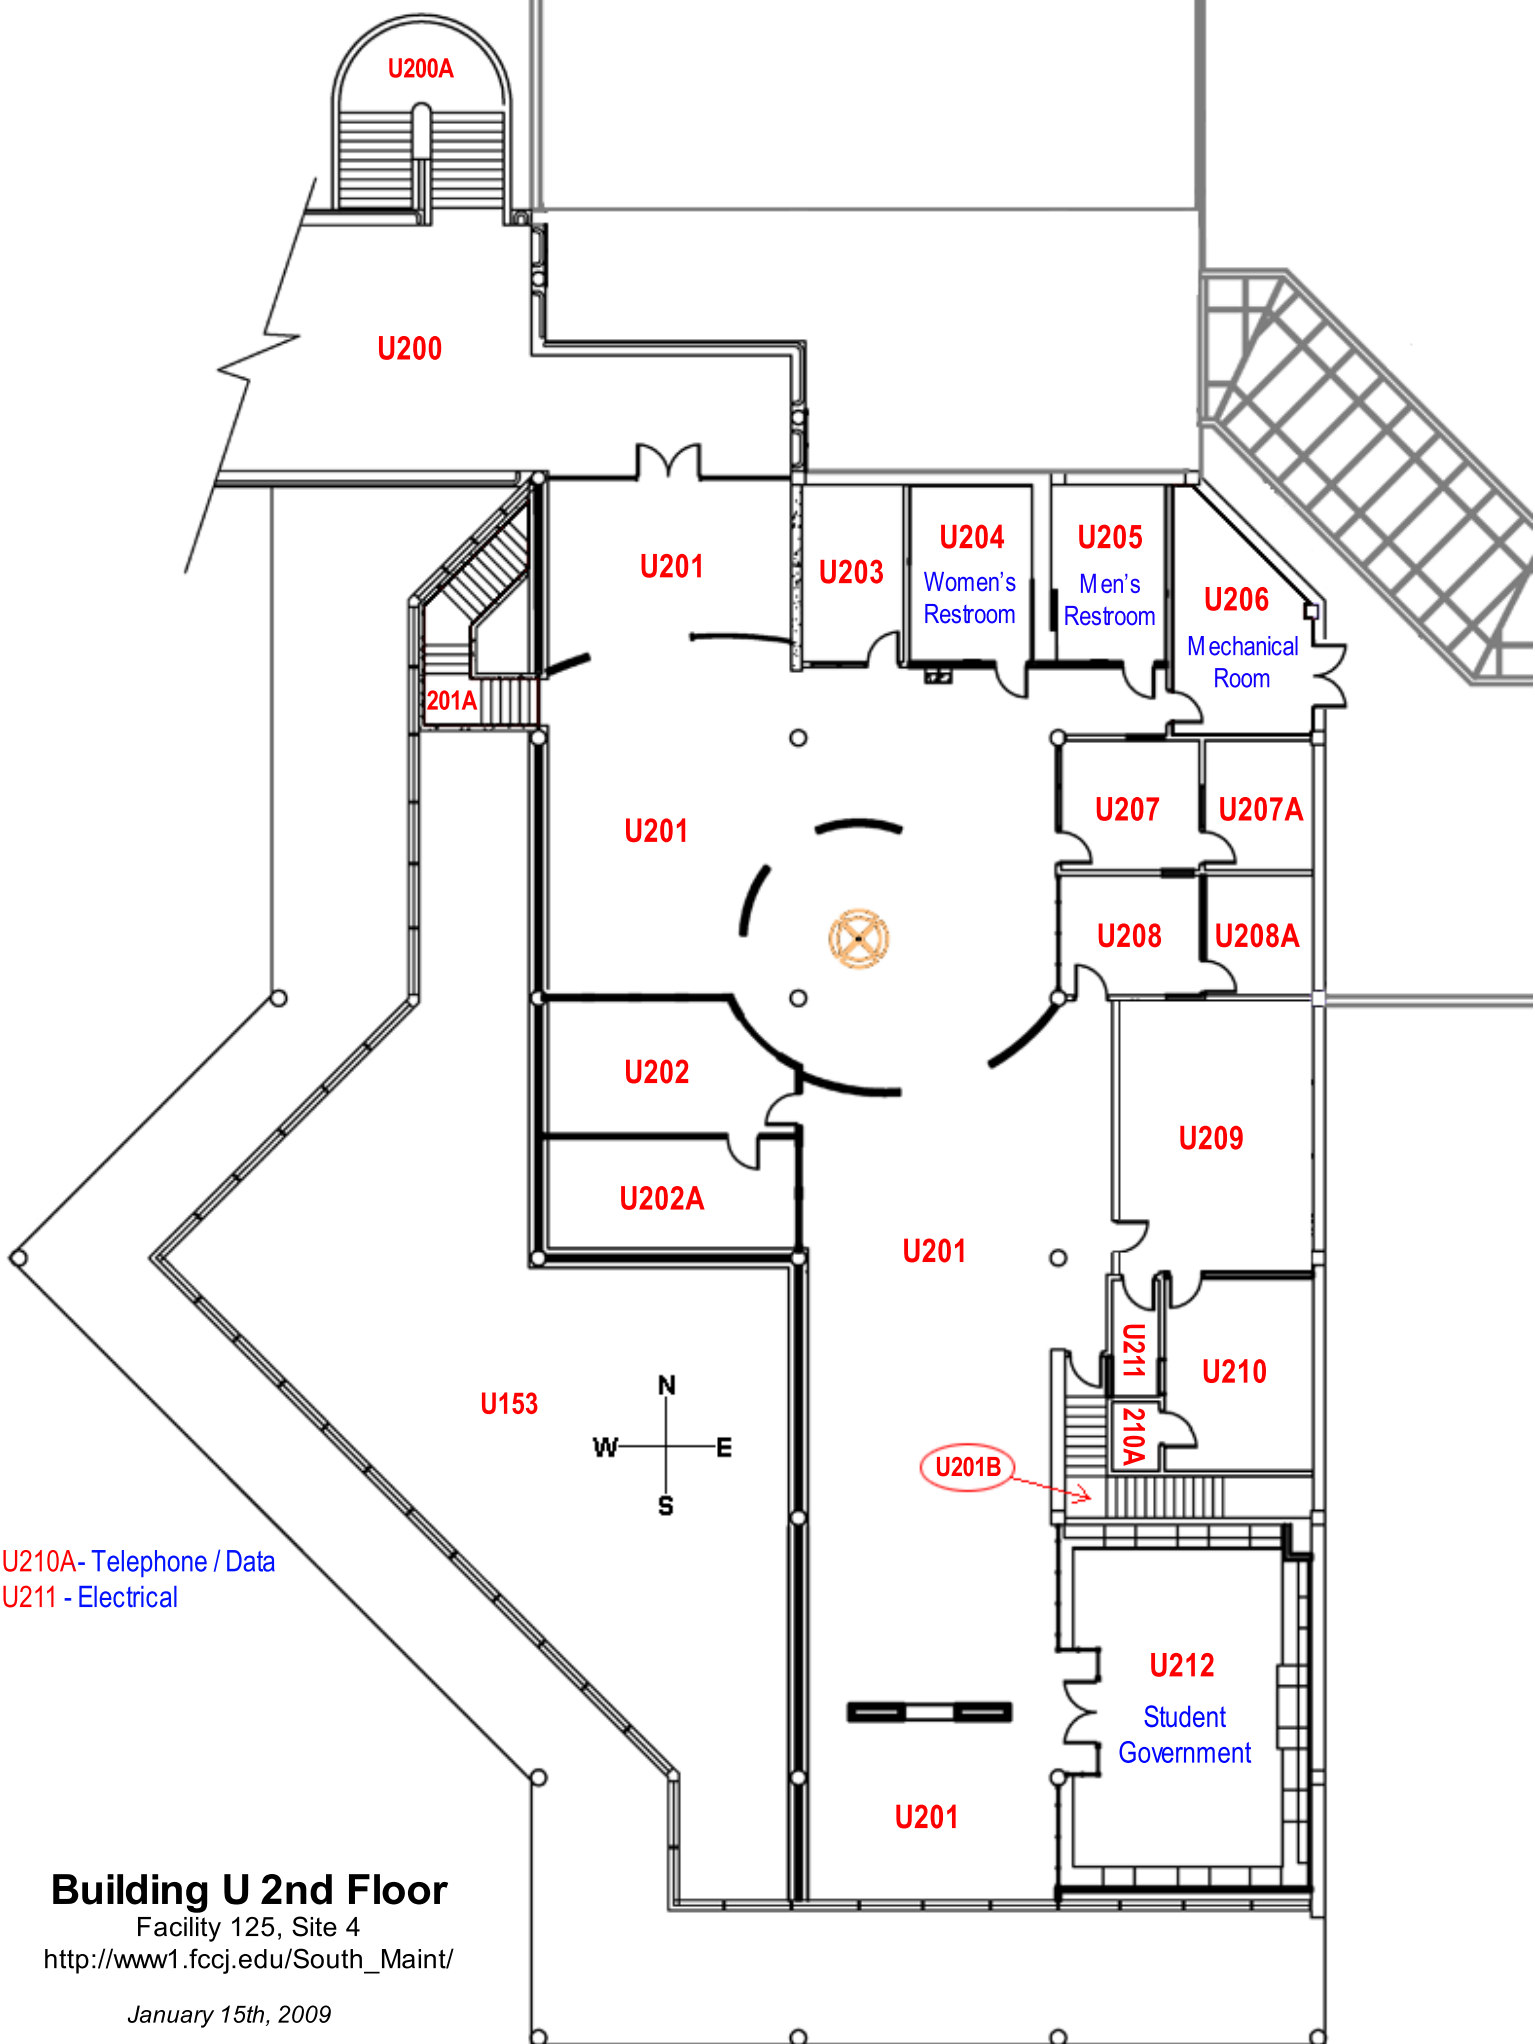 U200A
U200
U201
U203
U204
Women's
Restroom
U205
Men's
Restroom
U206
Mechanical
Room
201A
U201
U207
U207A
U208
U208A
U202
U209
U202A
U201
U211
U210
210A
U153
N
W E
S
U201B
U210A- Telephone / Data
U211 - Electrical
U212
Student
Government
U201
Building U 2nd Floor
Facility 125, Site 4
http://www1.fccj.edu/South_Maint/
January 15th, 2009